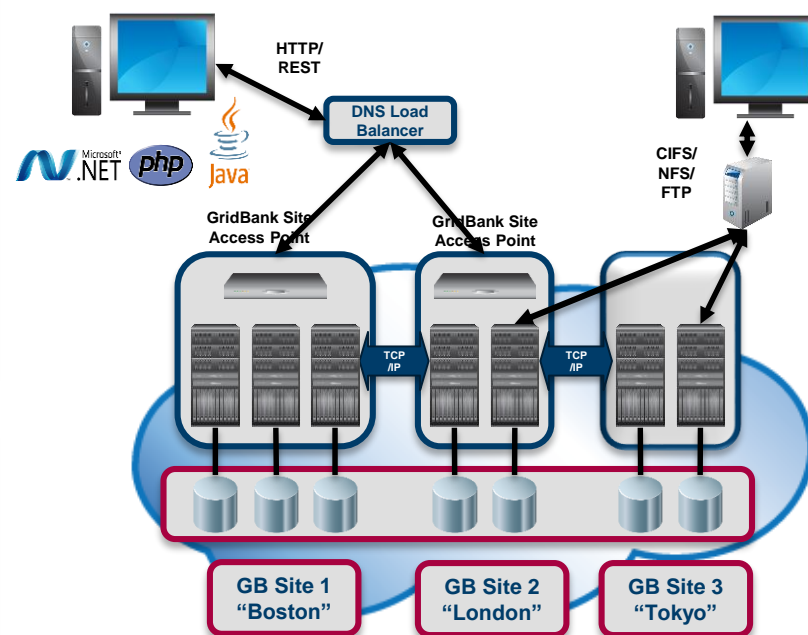 HTTP/
REST
DNS Load
Balancer
Microsoft®
.NET
php
Java
CIFS/
NFS/
FTP
GridBank Site
Access Point
GridBank Site
Access Point
TCP
/IP
TCP
/IP
GB Site 1
“Boston”
GB Site 2
“London”
GB Site 3
“Tokyo”